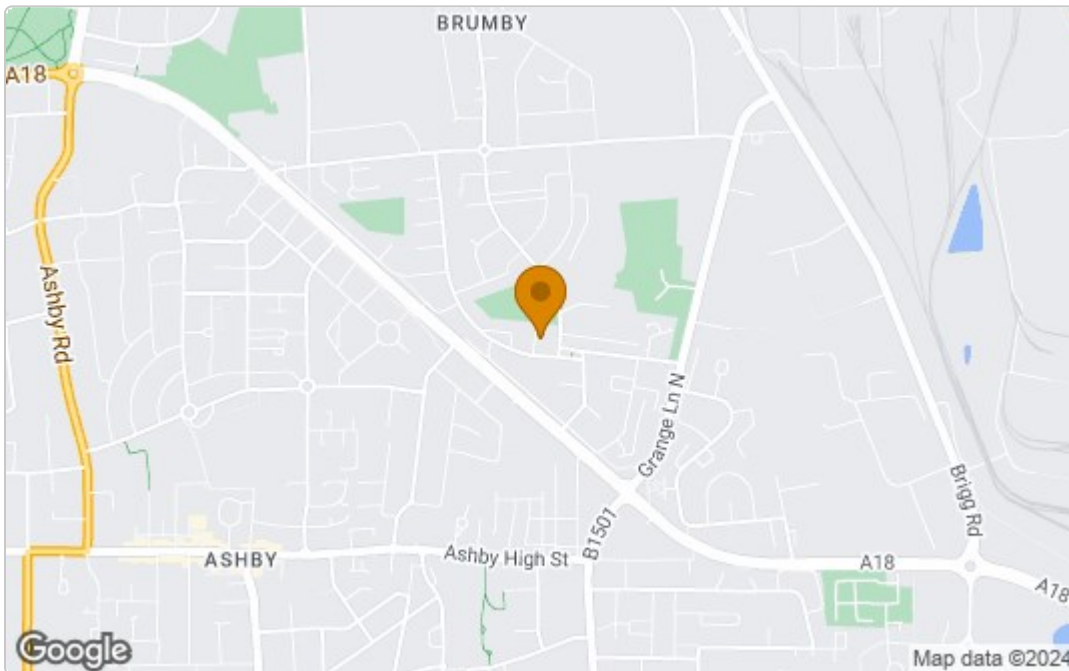 BRUMBY
A18
Ashby Rd
Grange Ln N
Brigg Rd
B1501
ASHBY
Ashby High St
A18
A18
Google
Map data ©2024